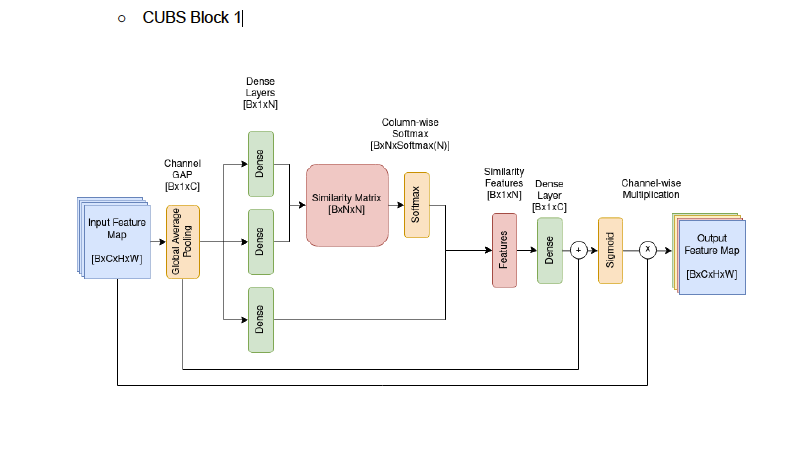 CUBS Block 1
Dense
Layers
[Bx1xN]
Column-wise
Softmax
[BxNxSoftmax(N)]
Channel
GAP
[Bx1xC]
Similarity
Features
[Bx1xN]
Dense
Layer
[Bx1xC]
Channel-wise
Multiplication
Input Feature
Map
[BxCxHxW]
Global Average
Pooling
Dense
Dense
Dense
Similarity Matrix
[BxNxN]
Softmax
Features
Dense
+
Sigmoid
x
Output
Feature Map
[BxCxHxW]